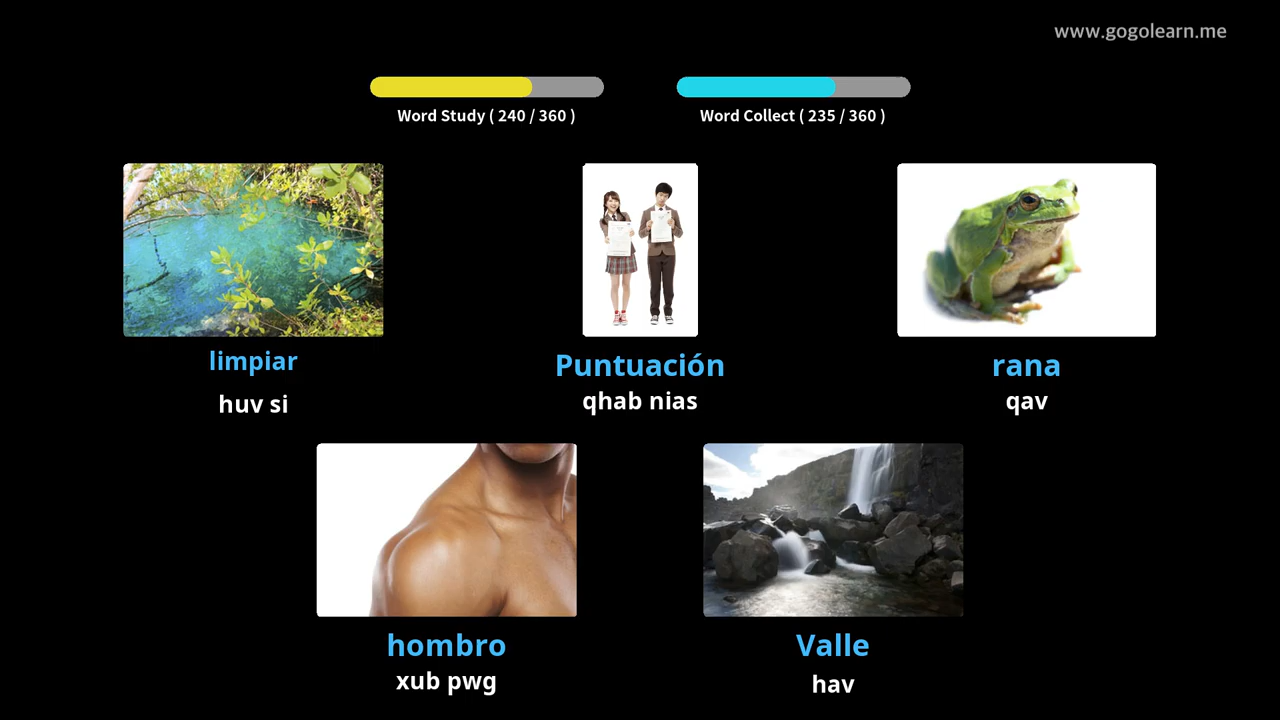 www.gogolearn.me
Word Study ( 240 / 360 )
Word Collect ( 235 / 360 )
limpiar
huv si
Puntuación
qhab nias
rana
qav
hombro
xub pwg
Valle
hav